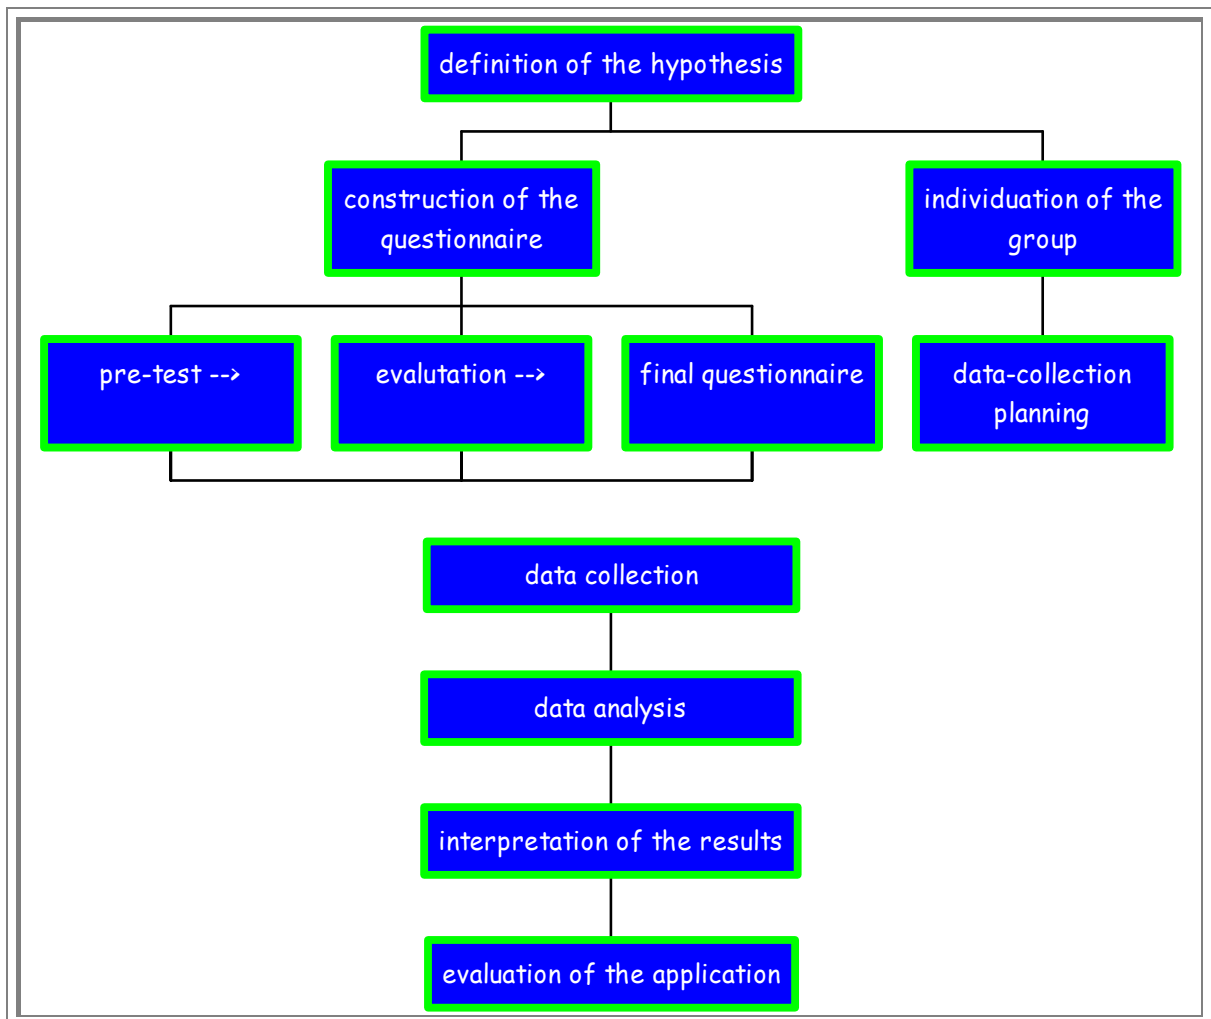 definition of the hypothesis
construction of the
questionnaire
individuation of the
group
pre-test -->
evalutation -->
final questionnaire
data-collection
planning
data collection
data analysis
interpretation of the results
evaluation of the application